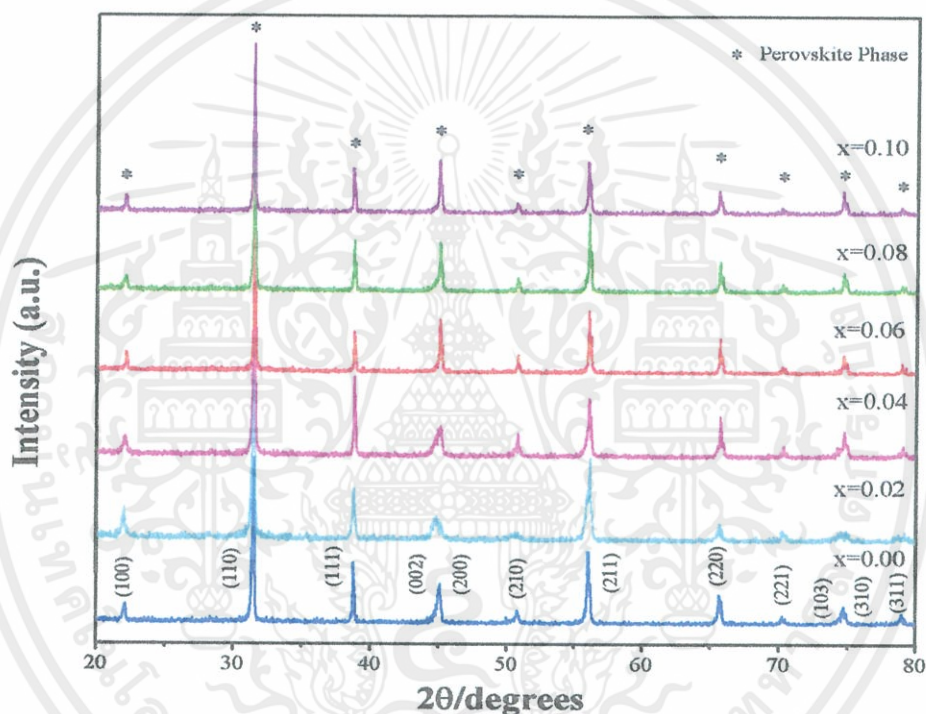 * Perovskite Phase
x=0.10
x=0.08
x=0.06
x=0.04
x=0.02
x=0.00
(100)
(110)
(111)
(002)
(200)
(210)
(211)
(220)
(221)
(103)
(310)
(311)
Intensity (a.u.)
20 30 40 50 60 70 80
2θ/degrees